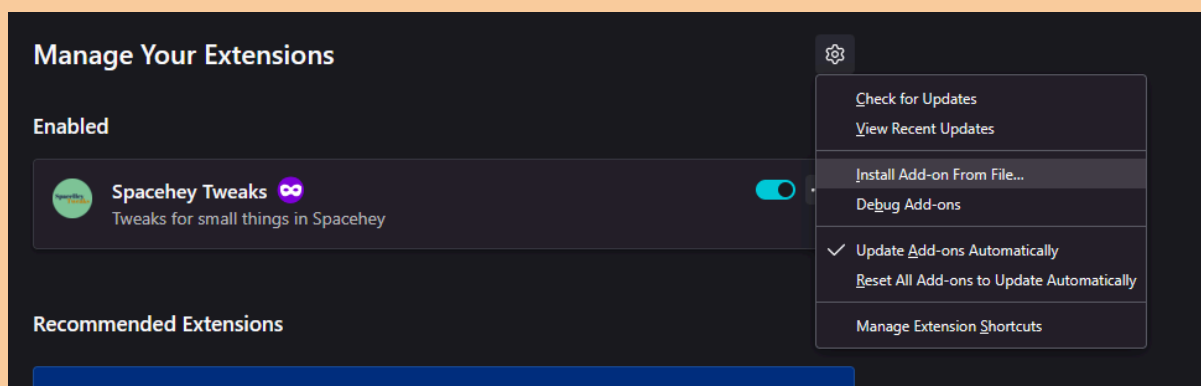 Manage Your Extensions
Check for Updates
View Recent Updates
Enabled
Install Add-on From File...
Debug Add-ons
Spacehey Tweaks
Tweaks for small things in Spacehey
Update Add-ons Automatically
Reset All Add-ons to Update Automatically
Recommended Extensions
Manage Extension Shortcuts